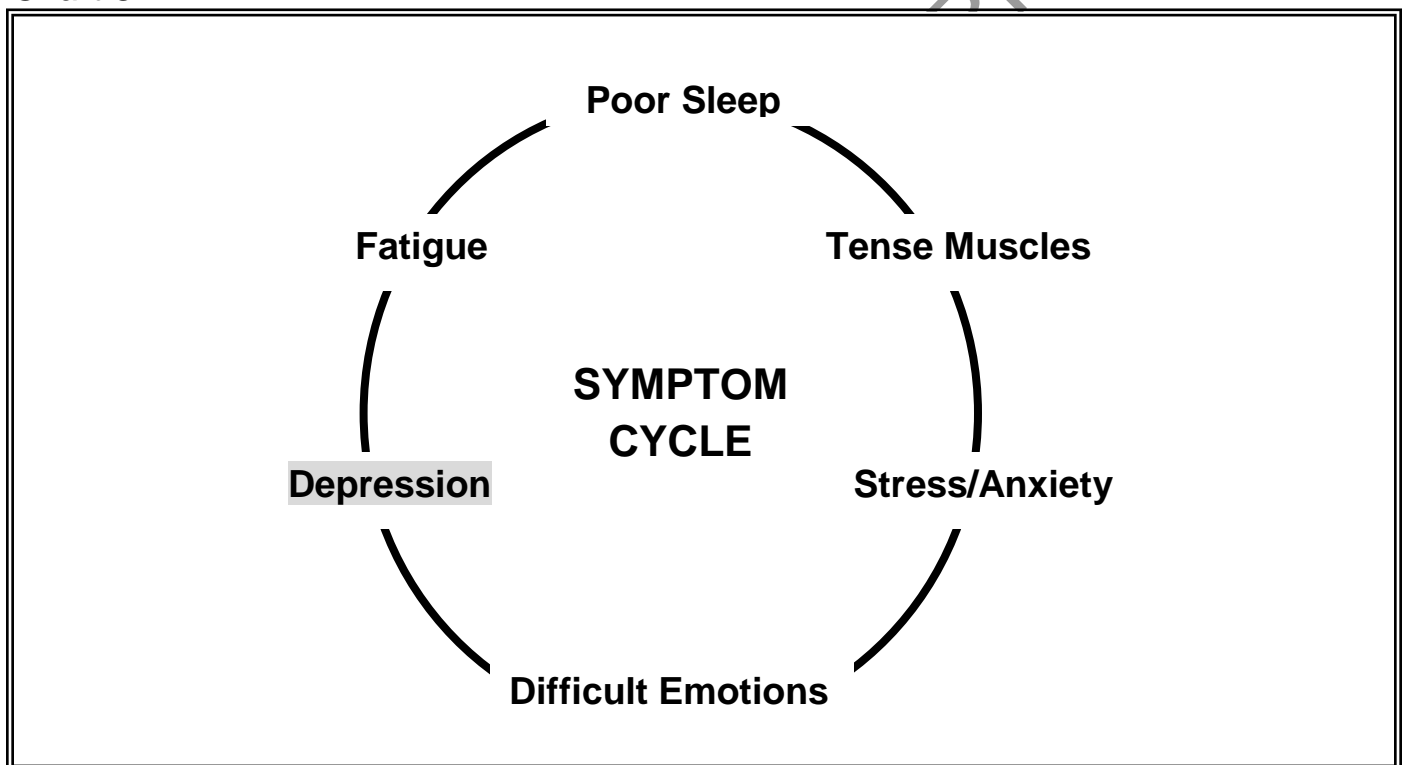 Poor Sleep
Fatigue
Tense Muscles
SYMPTOM
CYCLE
Depression
Stress/Anxiety
Difficult Emotions